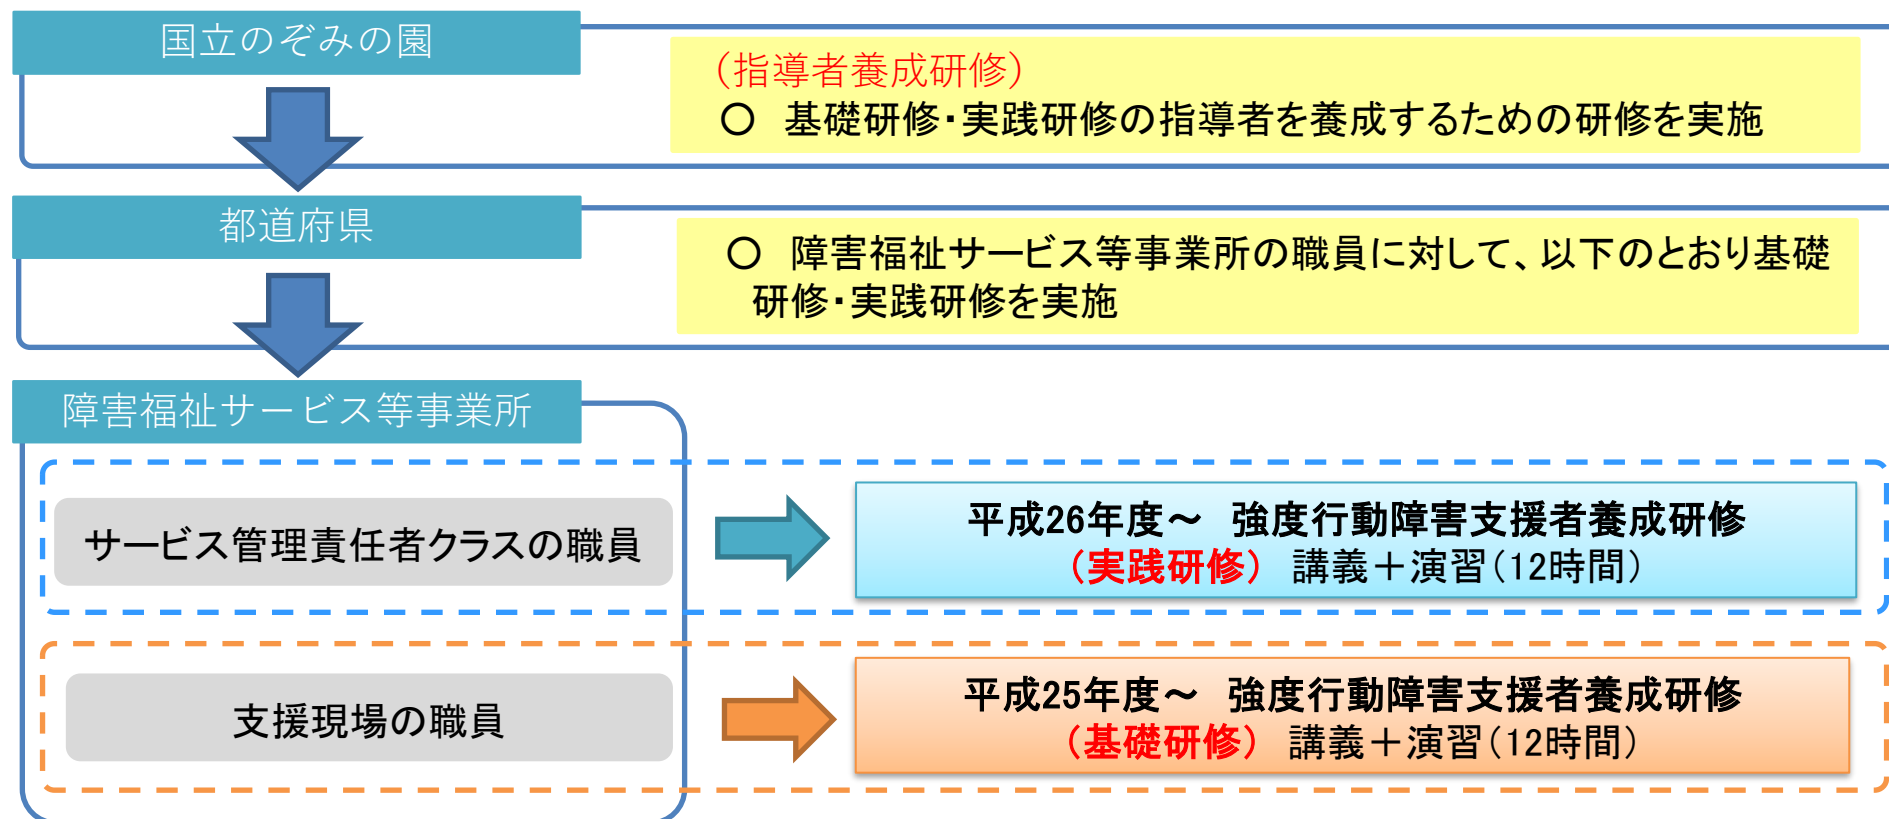 国立のぞみの園
(指導者養成研修)
○ 基礎研修・実践研修の指導者を養成するための研修を実施
都道府県
○ 障害福祉サービス等事業所の職員に対して、以下のとおり基礎
研修・実践研修を実施
障害福祉サービス等事業所
サービス管理責任者クラスの職員
平成26年度～ 強度行動障害支援者養成研修
(実践研修) 講義＋演習(12時間)
支援現場の職員
平成25年度～ 強度行動障害支援者養成研修
(基礎研修) 講義＋演習(12時間)